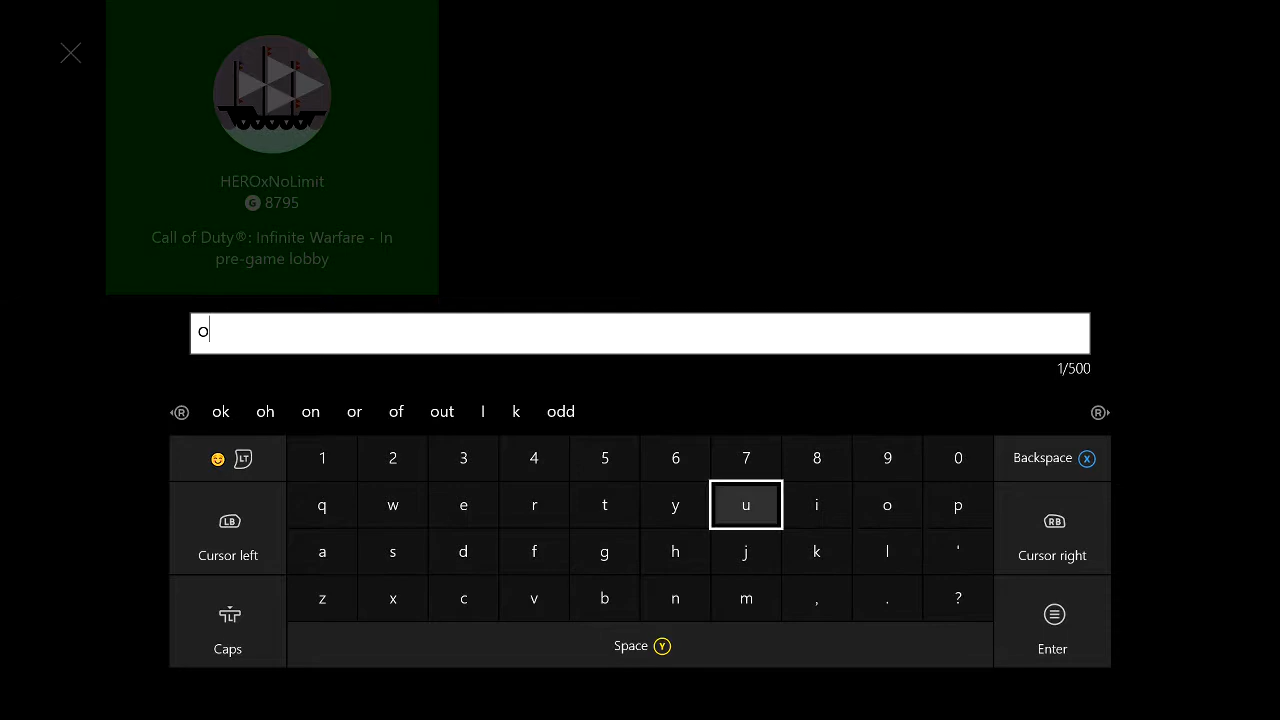 HEROxNoLimit
G 8795
Call of Duty®: Infinite Warfare - In
pre-game lobby
o
1/500
R ok oh on or of out l k odd R
LT 1 2 3 4 5 6 7 8 9 0 Backspace X
q w e r t y u i o p
LB RB
Cursor left a s d f g h j k l ' Cursor right
z x c v b n m , . ?
LT
Caps Space Y Enter